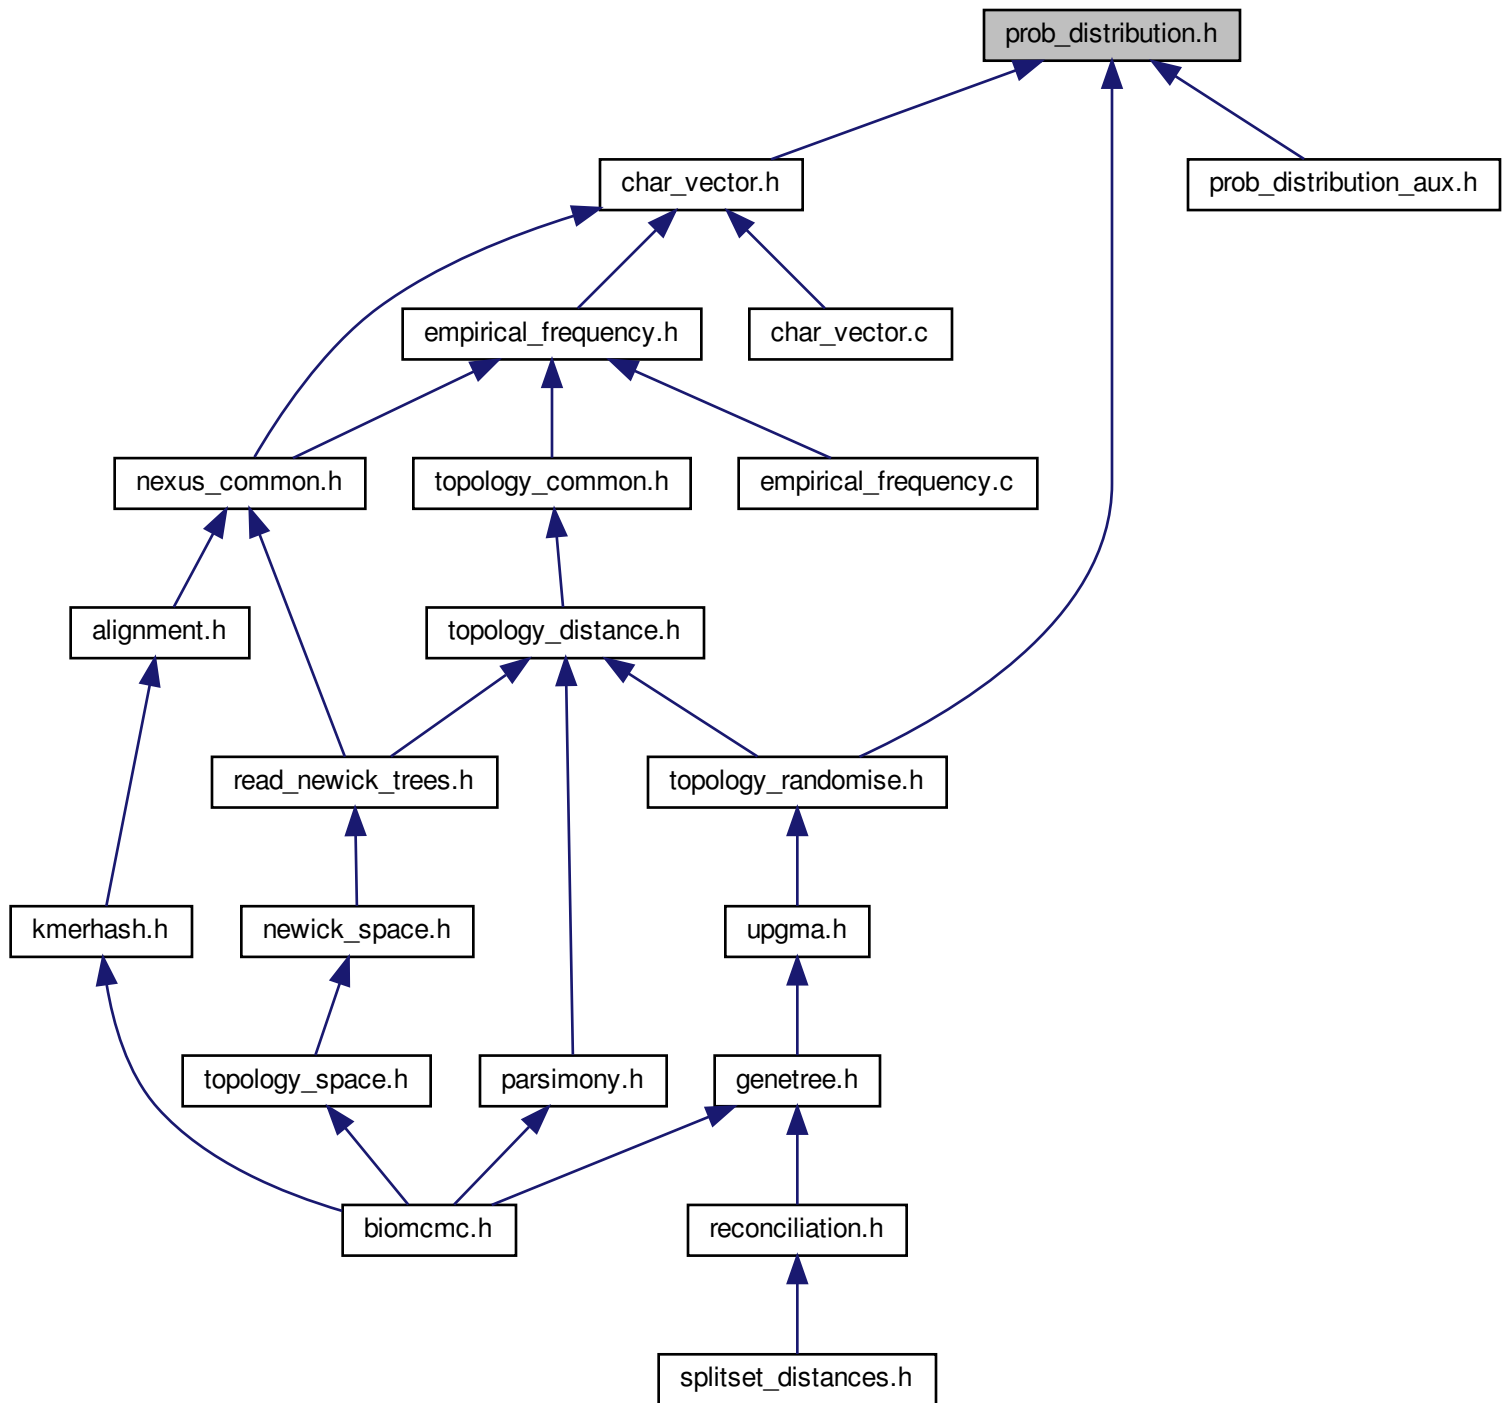 prob_distribution.h
char_vector.h
prob_distribution_aux.h
empirical_frequency.h
char_vector.c
nexus_common.h
topology_common.h
empirical_frequency.c
alignment.h
topology_distance.h
read_newick_trees.h
topology_randomise.h
kmerhash.h
newick_space.h
upgma.h
topology_space.h
parsimony.h
genetree.h
biomcmc.h
reconciliation.h
splitset_distances.h